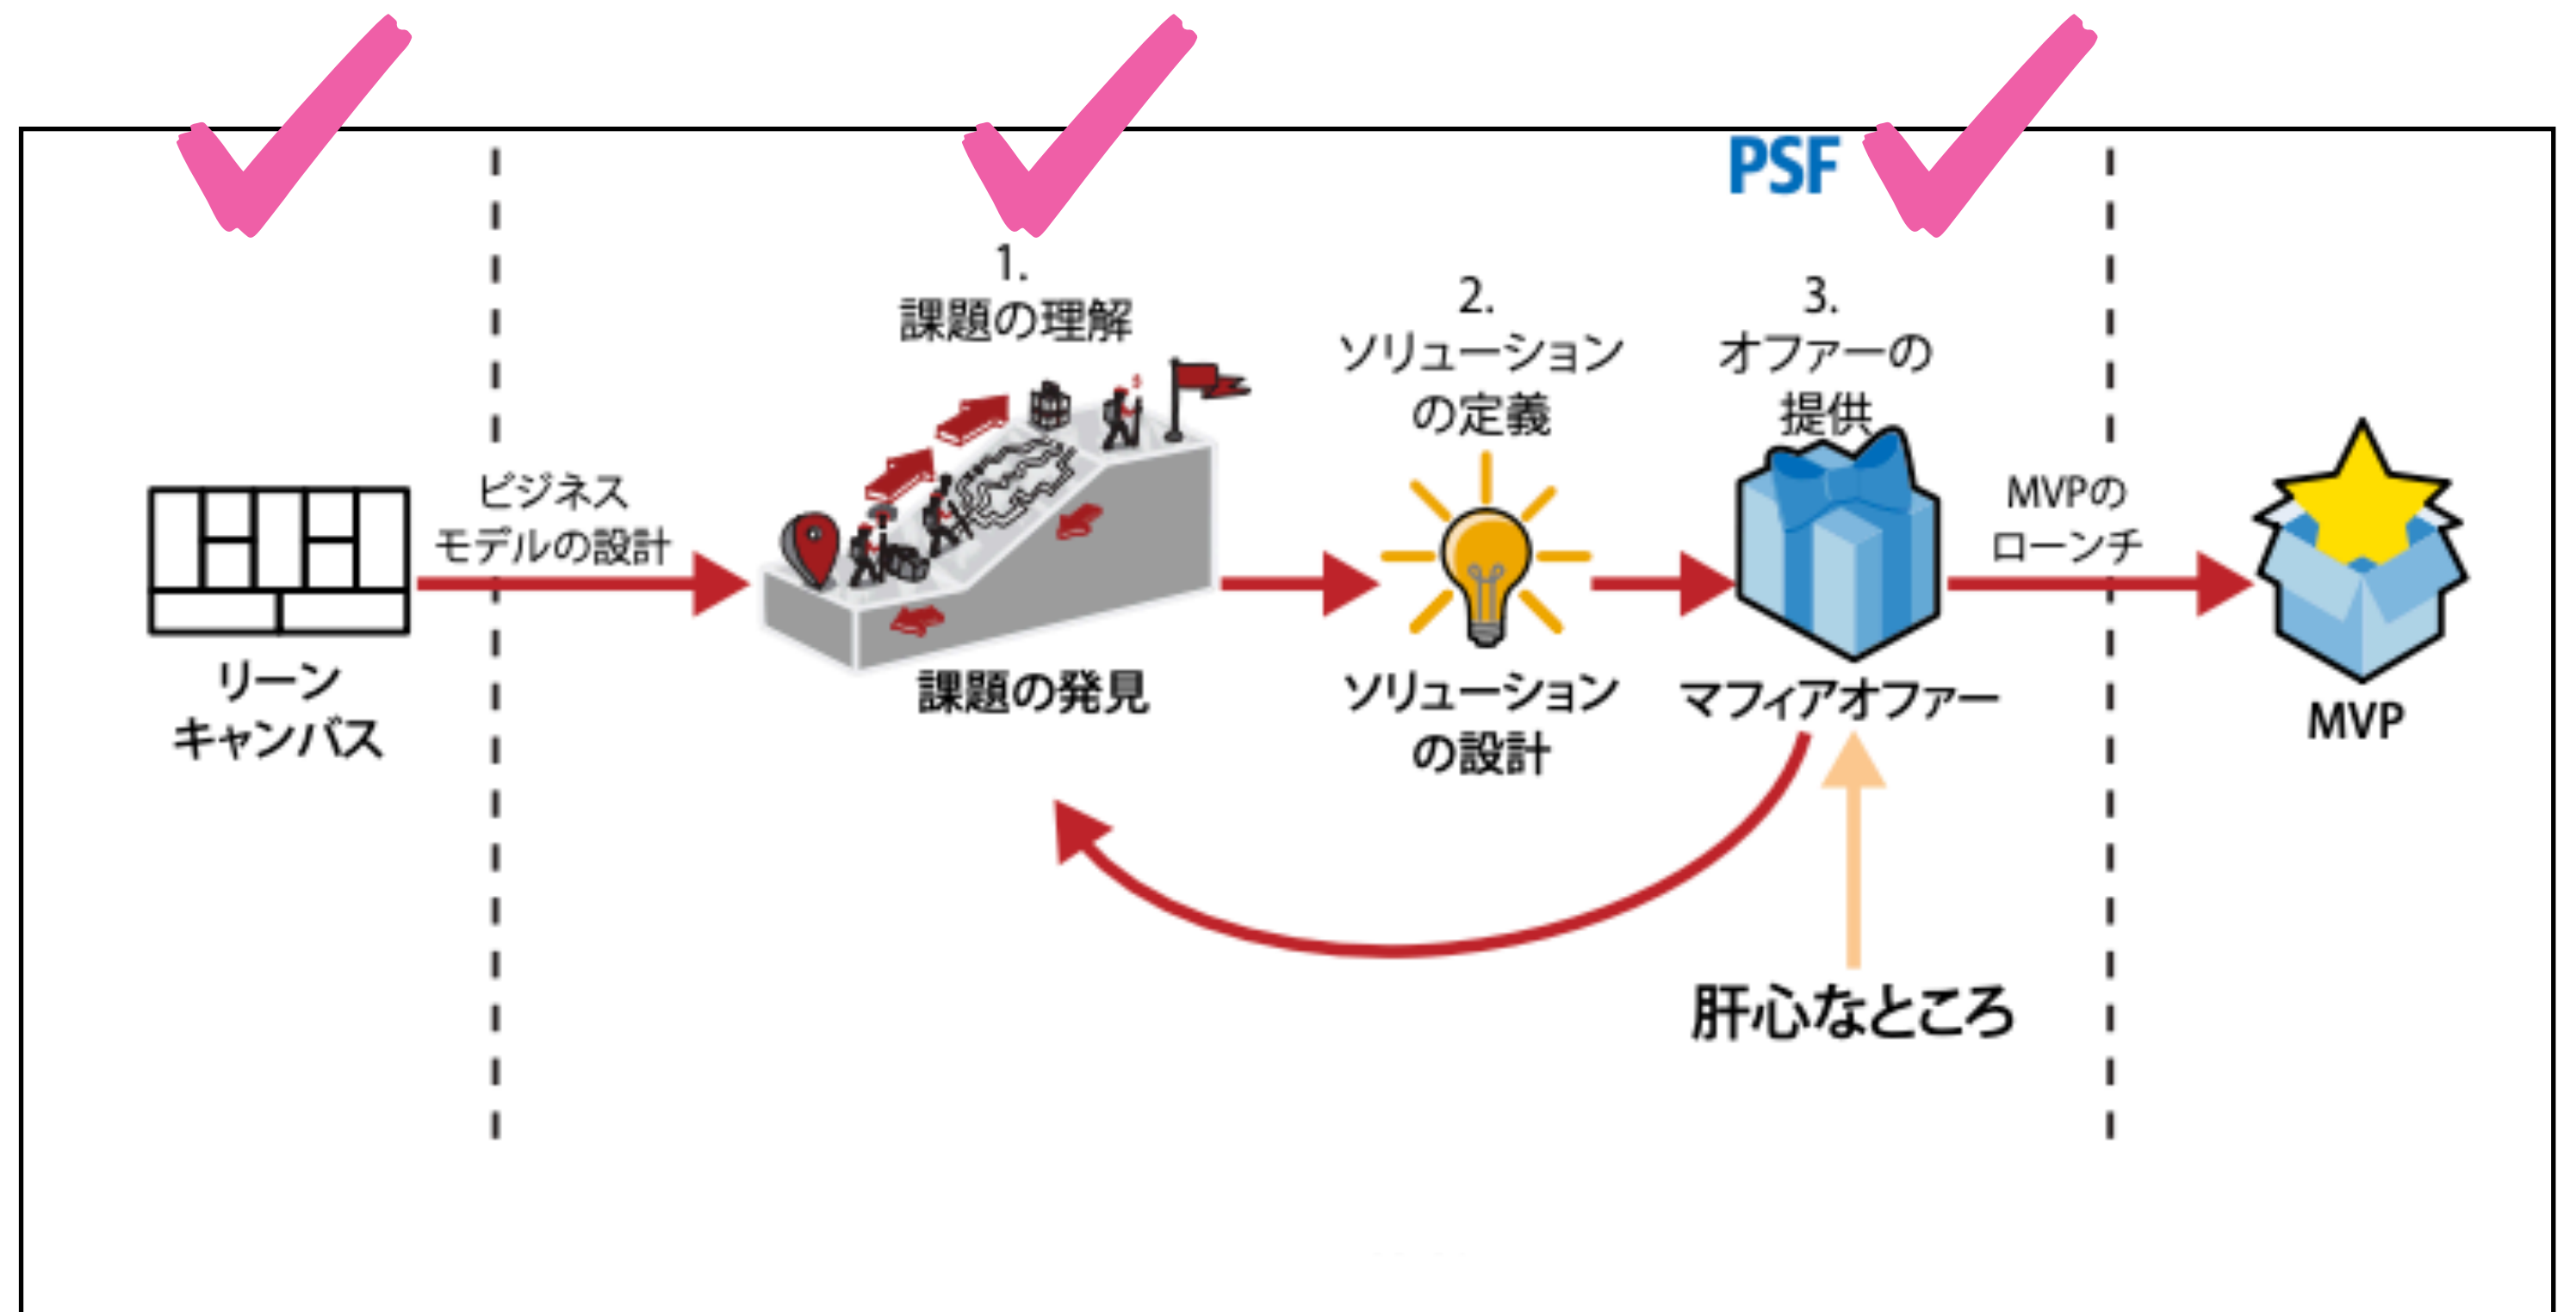 PSF
1.
課題の理解
2.
ソリューション
の定義
3.
オファーの
提供
ビジネス
モデルの設計
MVPの
ローンチ
リーン
キャンバス
課題の発見
ソリューション
の設計
マフィアオファー
MVP
肝心なところ